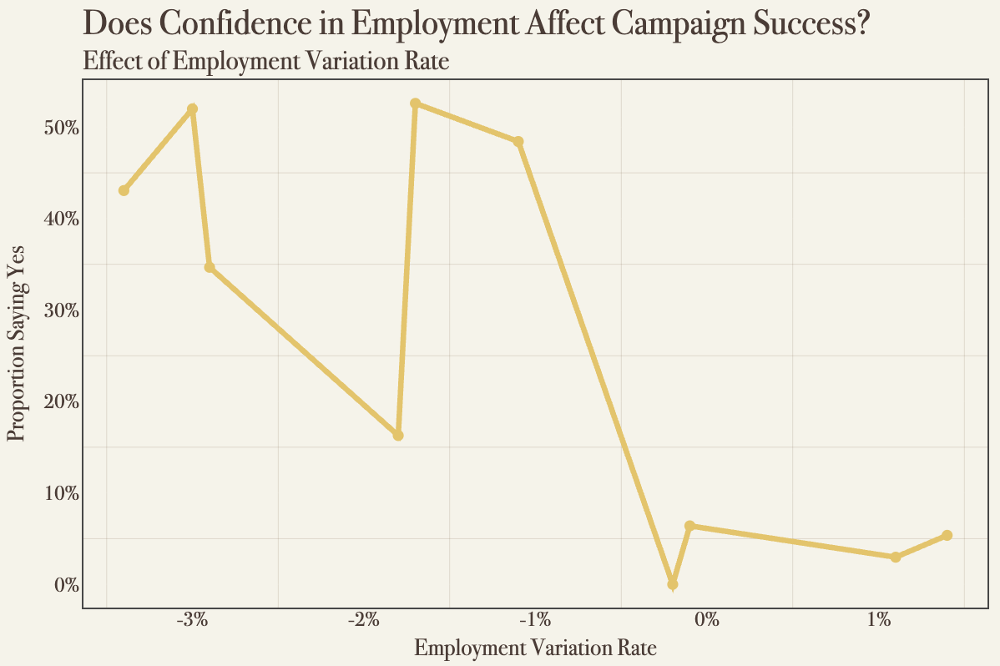 Does Confidence in Employment Affect Campaign Success?
Effect of Employment Variation Rate
Proportion Saying Yes
50%
40%
30%
20%
10%
0%
-3%
-2%
-1%
0%
1%
Employment Variation Rate